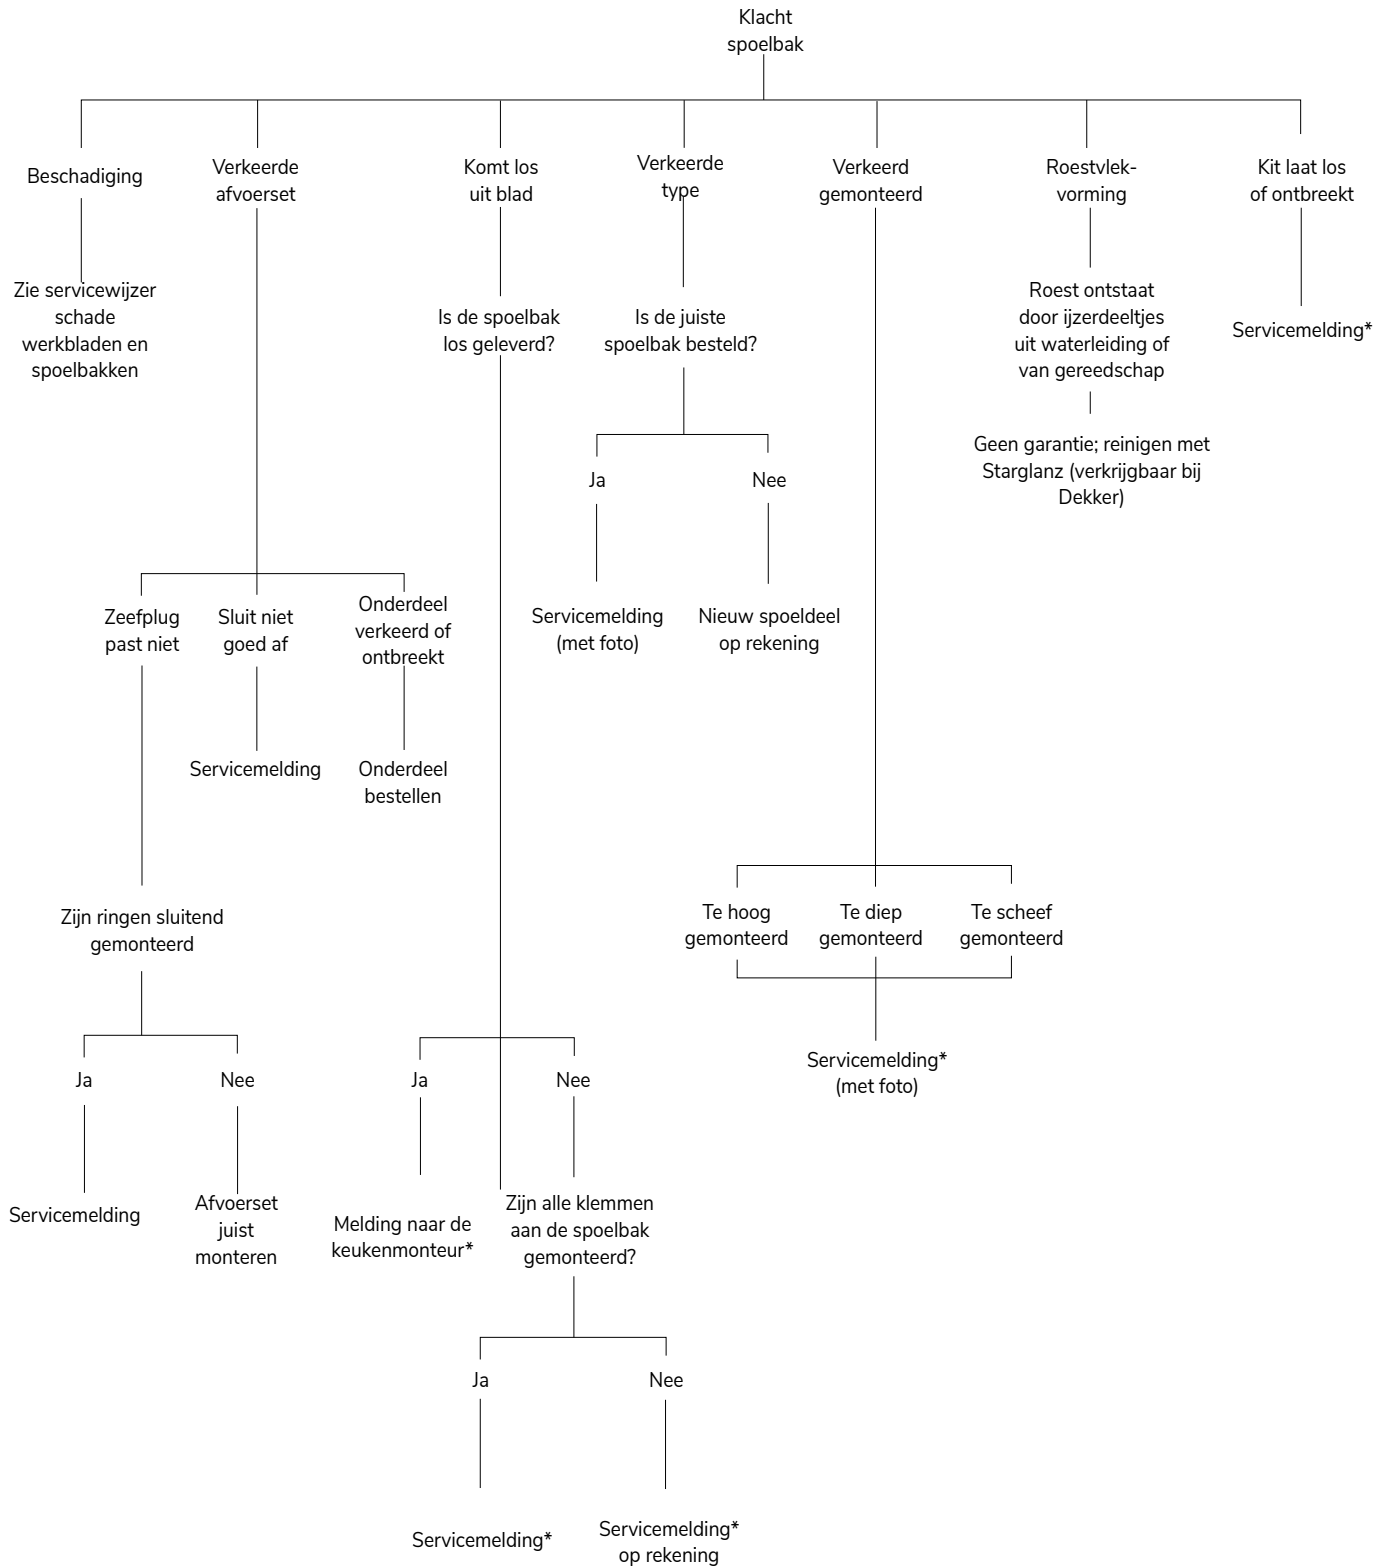 Klacht
spoelbak
Beschadiging
Verkeerde
afvoerset
Komt los
uit blad
Verkeerde
type
Verkeerd
gemonteerd
Roestvlek-
vorming
Kit laat los
of ontbreekt
Zie servicewijzer
schade
werkbladen en
spoelbakken
Is de spoelbak
los geleverd?
Is de juiste
spoelbak besteld?
Roest ontstaat
door ijzerdeeltjes
uit waterleiding of
van gereedschap
Servicemelding*
Geen garantie; reinigen met
Starglanz (verkrijgbaar bij
Dekker)
Ja
Nee
Zeefplug
past niet
Sluit niet
goed af
Onderdeel
verkeerd of
ontbreekt
Servicemelding
(met foto)
Nieuw spoeldeel
op rekening
Servicemelding
Onderdeel
bestellen
Zijn ringen sluitend
gemonteerd
Te hoog
gemonteerd
Te diep
gemonteerd
Te scheef
gemonteerd
Servicemelding*
(met foto)
Ja
Nee
Ja
Nee
Servicemelding
Afvoerset
juist
monteren
Melding naar de
keukenmonteur*
Zijn alle klemmen
aan de spoelbak
gemonteerd?
Ja
Nee
Servicemelding*
Servicemelding*
op rekening